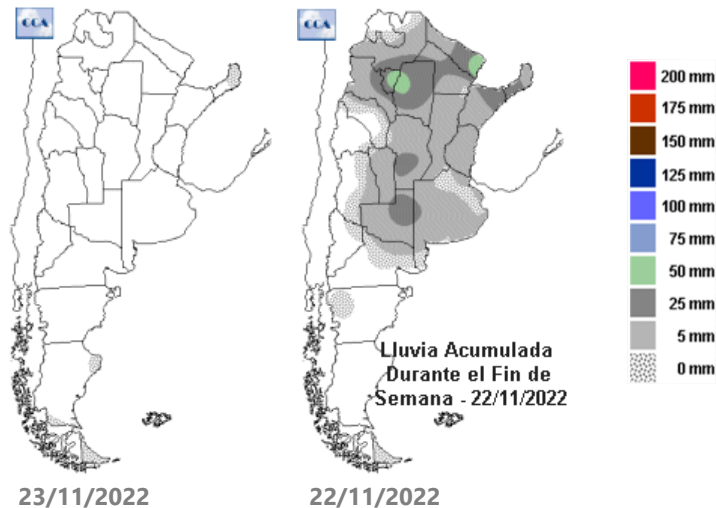 CCA
CCA
200 mm
175 mm
150 mm
125 mm
100 mm
75 mm
50 mm
25 mm
5 mm
0 mm
Lluvia Acumulada
Durante el Fin de
Semana - 22/11/2022
23/11/2022
22/11/2022